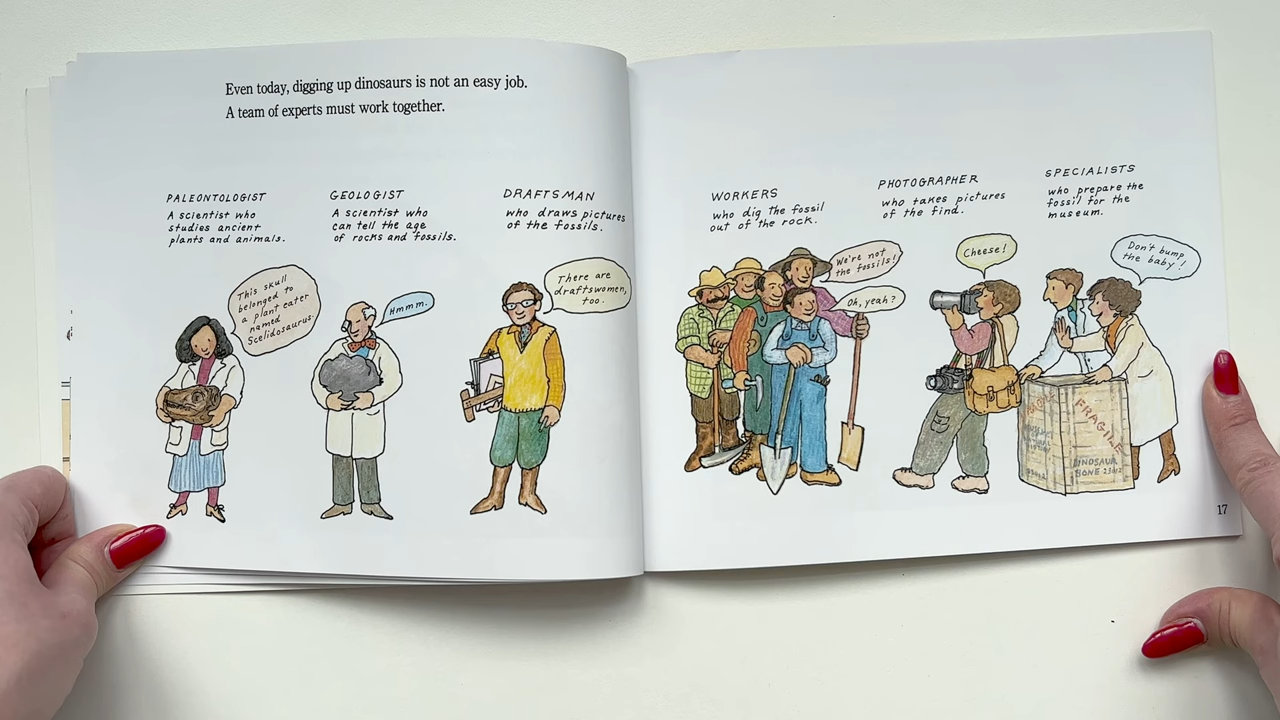 Even today, digging up dinosaurs is not an easy job.
A team of experts must work together.
PALEONTOLOGIST
A scientist who
studies ancient
plants and animals.
This skull
belonged to
a plant eater
named
Scelidosaurus.
GEOLOGIST
A scientist who
can tell the age
of rocks and fossils.
Hmmm.
DRAFTSMAN
who draws pictures
of the fossils.
There are
draftswomen,
too.
WORKERS
who dig the fossil
out of the rock.
We're not
the fossils!
Oh, yeah?
PHOTOGRAPHER
who takes pictures
of the find.
Cheese!
SPECIALISTS
who prepare the
fossil for the
museum.
Don't bump
the baby!
FRAGILE
DINOSAUR
BONE
17